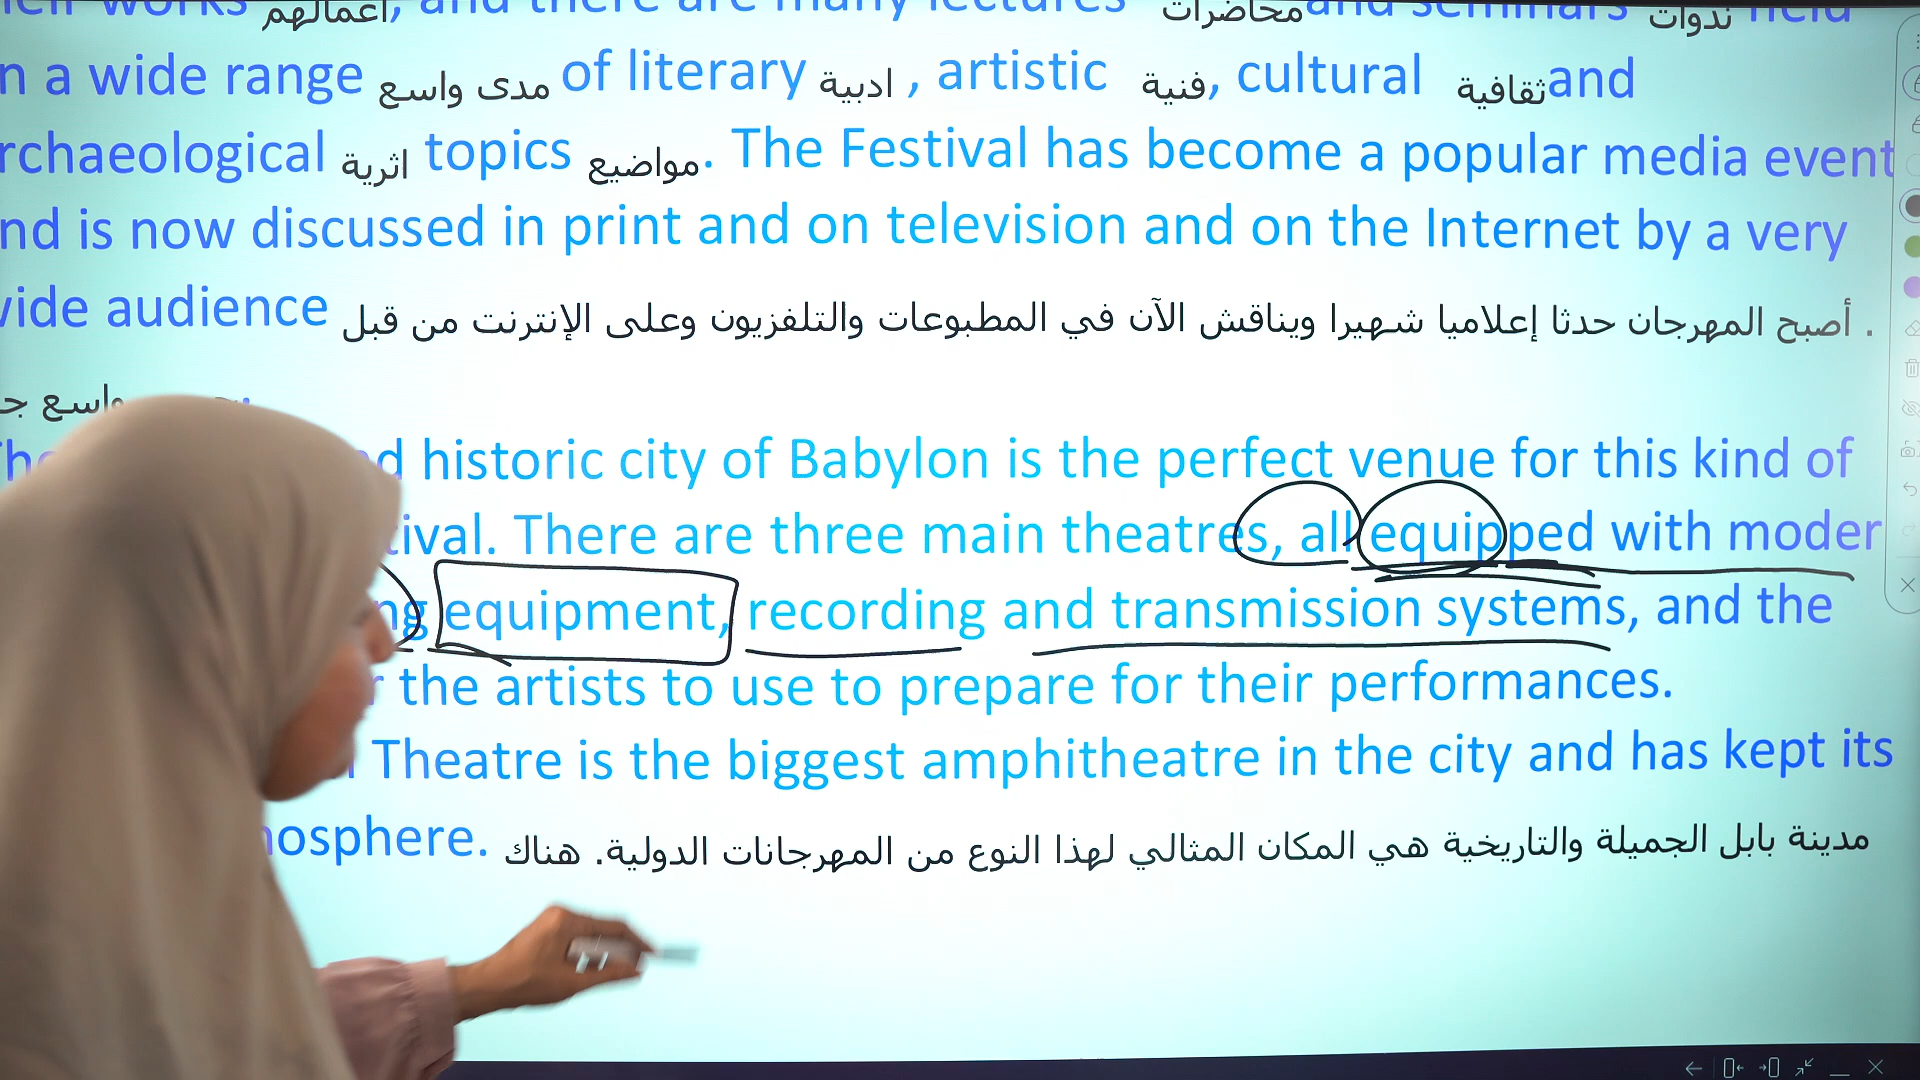 works أعمالهم, and there are many lectures محاضرات and seminars ندوات held
a wide range مدى واسع of literary ادبية , artistic فنية, cultural ثقافية and
rchaeological اثرية topics مواضيع. The Festival has become a popular media event
nd is now discussed in print and on television and on the Internet by a very
wide audience أصبح المهرجان حدثا إعلاميا شهيرا ويناقش الآن في المطبوعات والتلفزيون وعلى الإنترنت من قبل .
واسع
historic city of Babylon is the perfect venue for this kind of
ival. There are three main theatres, all equipped with moder
ng equipment, recording and transmission systems, and the
the artists to use to prepare for their performances.
Theatre is the biggest amphitheatre in the city and has kept its
osphere. مدينة بابل الجميلة والتاريخية هي المكان المثالي لهذا النوع من المهرجانات الدولية. هناك